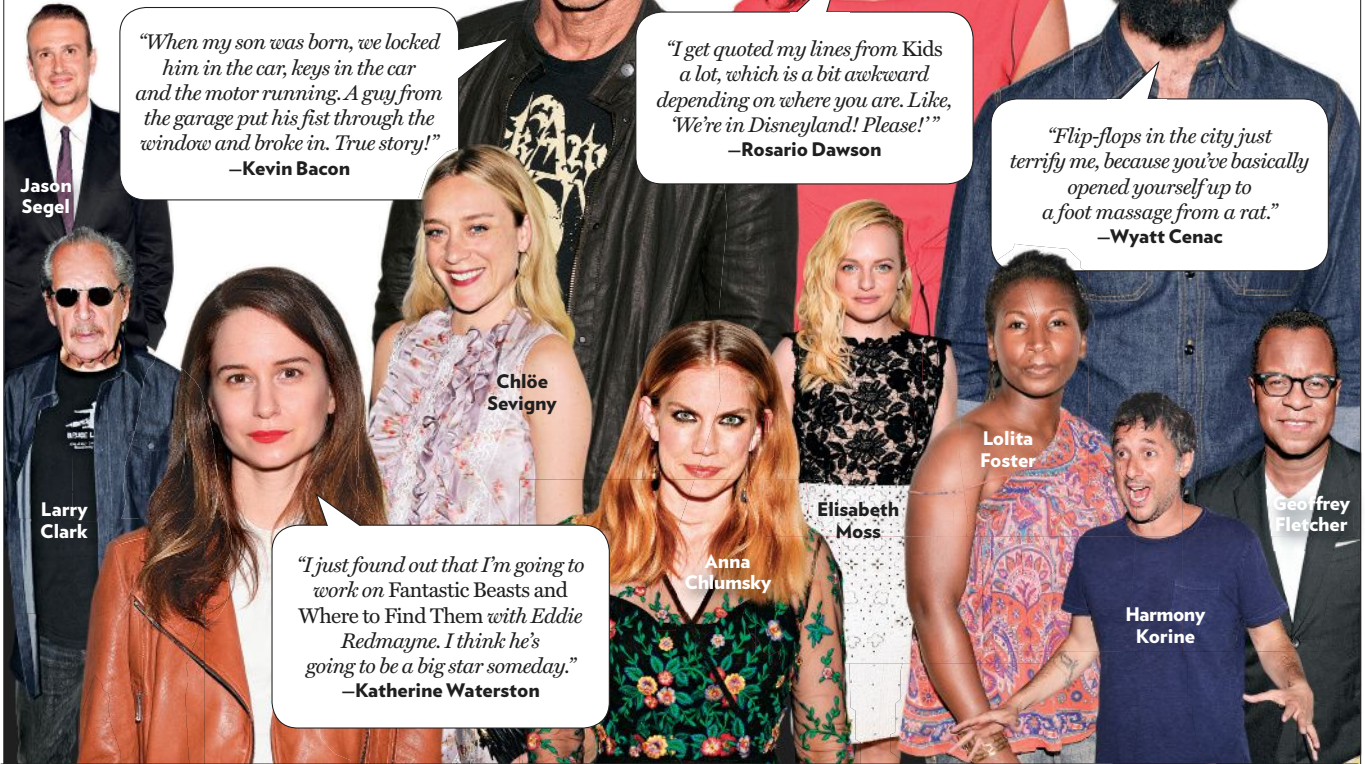 “When my son was born, we locked
him in the car, keys in the car
and the motor running. A guy from
the garage put his fist through the
window and broke in. True story!”
—Kevin Bacon
“I get quoted my lines from Kids
a lot, which is a bit awkward
depending on where you are. Like,
‘We’re in Disneyland! Please!’”
—Rosario Dawson
“Flip-flops in the city just
terrify me, because you’ve basically
opened yourself up to
a foot massage from a rat.”
—Wyatt Cenac
Jason
Segel
Chlöe
Sevigny
Lolita
Foster
Larry
Clark
Elisabeth
Moss
Geoffrey
Fletcher
Anna
Chlumsky
“I just found out that I’m going to
work on Fantastic Beasts and
Where to Find Them with Eddie
Redmayne. I think he’s
going to be a big star someday.”
—Katherine Waterston
Harmony
Korine